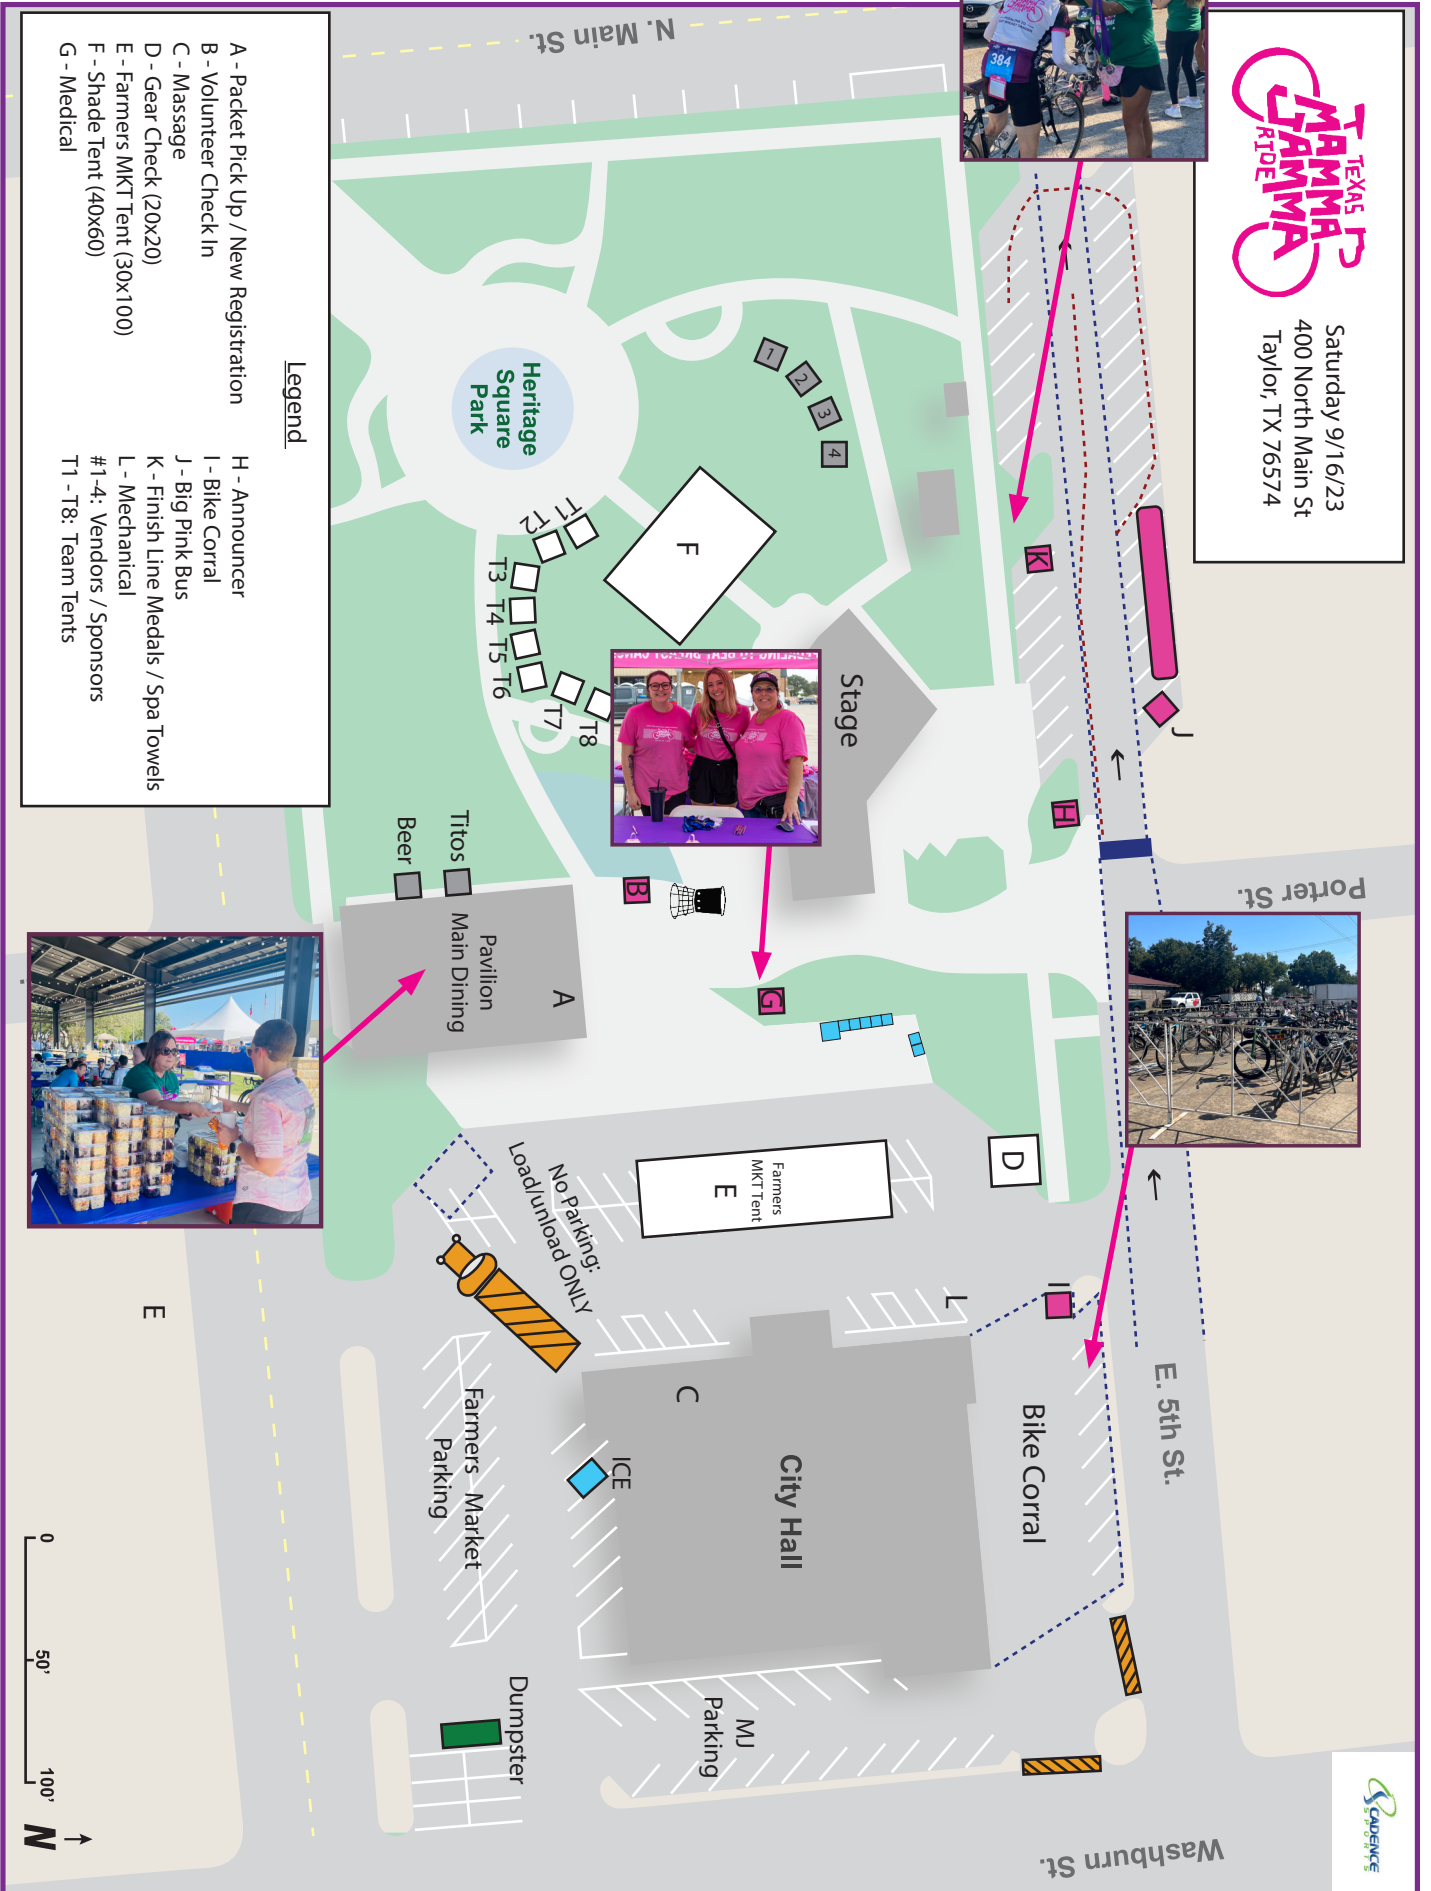 TEXAS
MAMMA
JAMMA
RIDE
Saturday 9/16/23
400 North Main St
Taylor, TX 76574
N. Main St.
384
Legend
A - Packet Pick Up / New Registration
B - Volunteer Check In
C - Massage
D - Gear Check (20x20)
E - Farmers MKT Tent (30x100)
F - Shade Tent (40x60)
G - Medical
H - Announcer
I - Bike Corral
J - Big Pink Bus
K - Finish Line Medals / Spa Towels
L - Mechanical
#1-4: Vendors / Sponsors
T1 - T8: Team Tents
Heritage
Square
Park
1
2
3
4
F
T1
T2
T3
T4
T5
T6
T7
T8
K
J
H
Stage
Porter St.
B
G
Titos
Beer
Pavilion
Main Dining
A
D
Farmers
MKT Tent
E
No Parking:
Load/unload ONLY
L
I
E. 5th St.
Bike Corral
C
City Hall
ICE
Farmers Market
Parking
E
MJ
Parking
Dumpster
Washburn St.
0
50'
100'
N
CADENCE
SPORTS